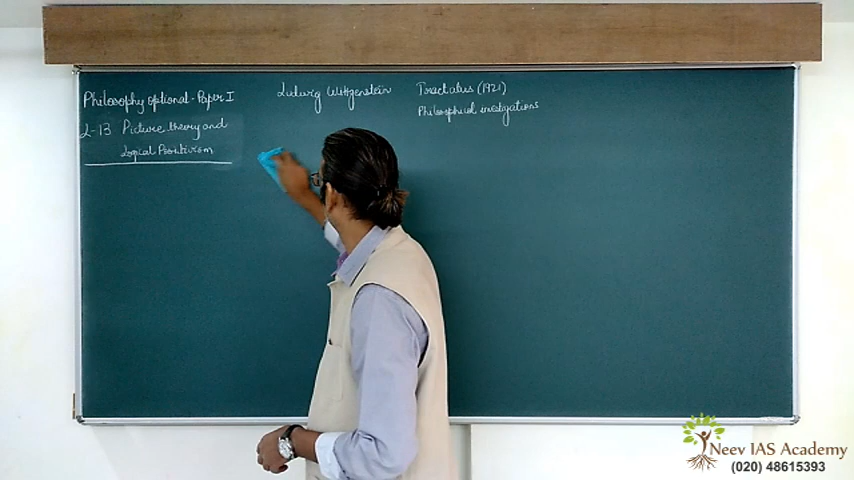 Philosophy optional - Paper I
L-13 Picture theory and
Logical Positivism
Ludwig Wittgenstein
Tractatus (1921)
Philosophical investigations
Neev IAS Academy
(020) 48615393